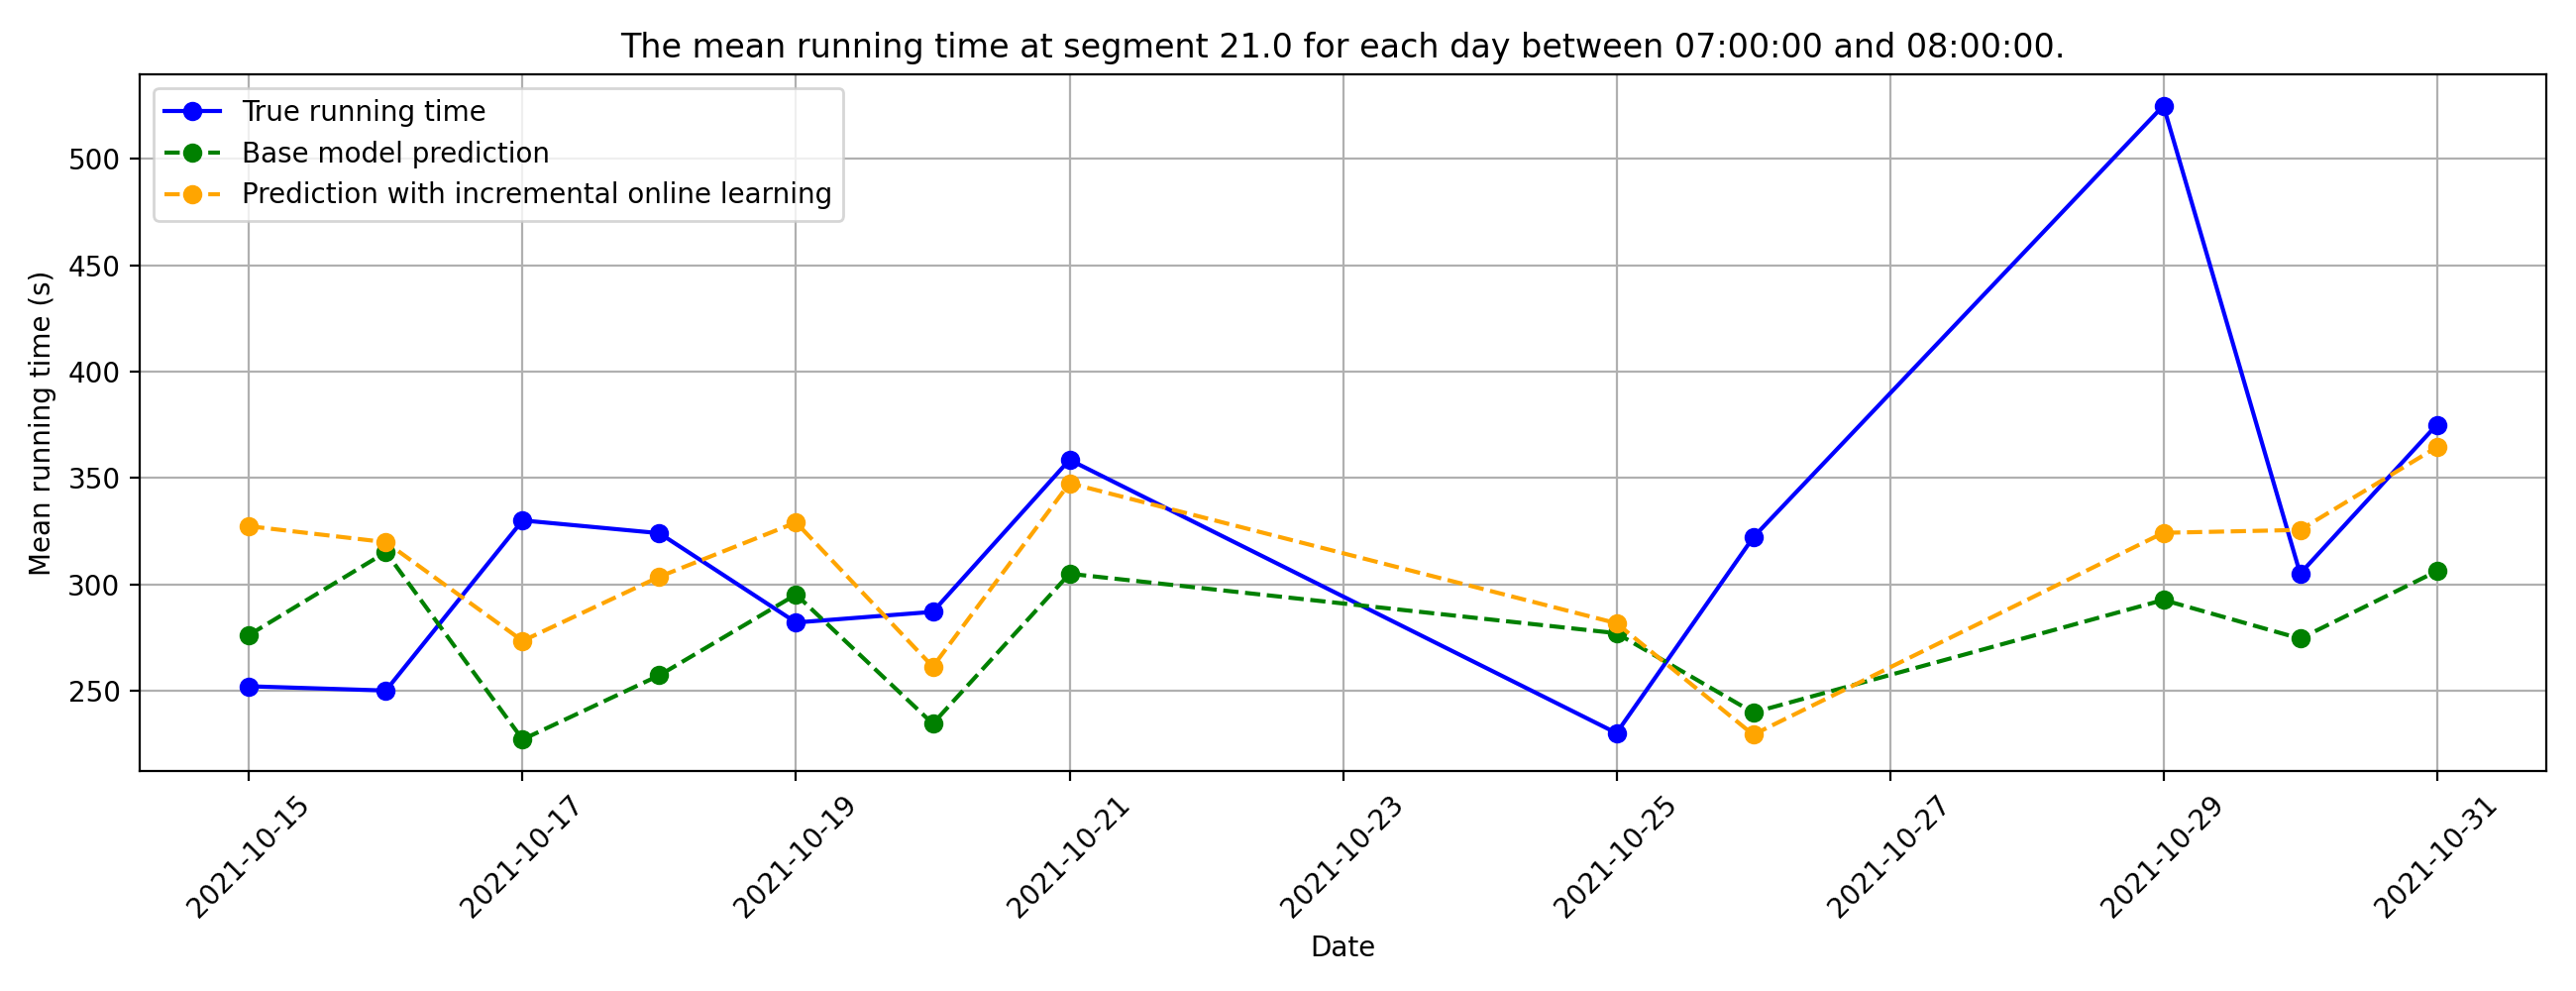 The mean running time at segment 21.0 for each day between 07:00:00 and 08:00:00.
True running time
Base model prediction
Prediction with incremental online learning
Mean running time (s)
500
450
400
350
300
250
2021-10-15
2021-10-17
2021-10-19
2021-10-21
2021-10-23
2021-10-25
2021-10-27
2021-10-29
2021-10-31
Date